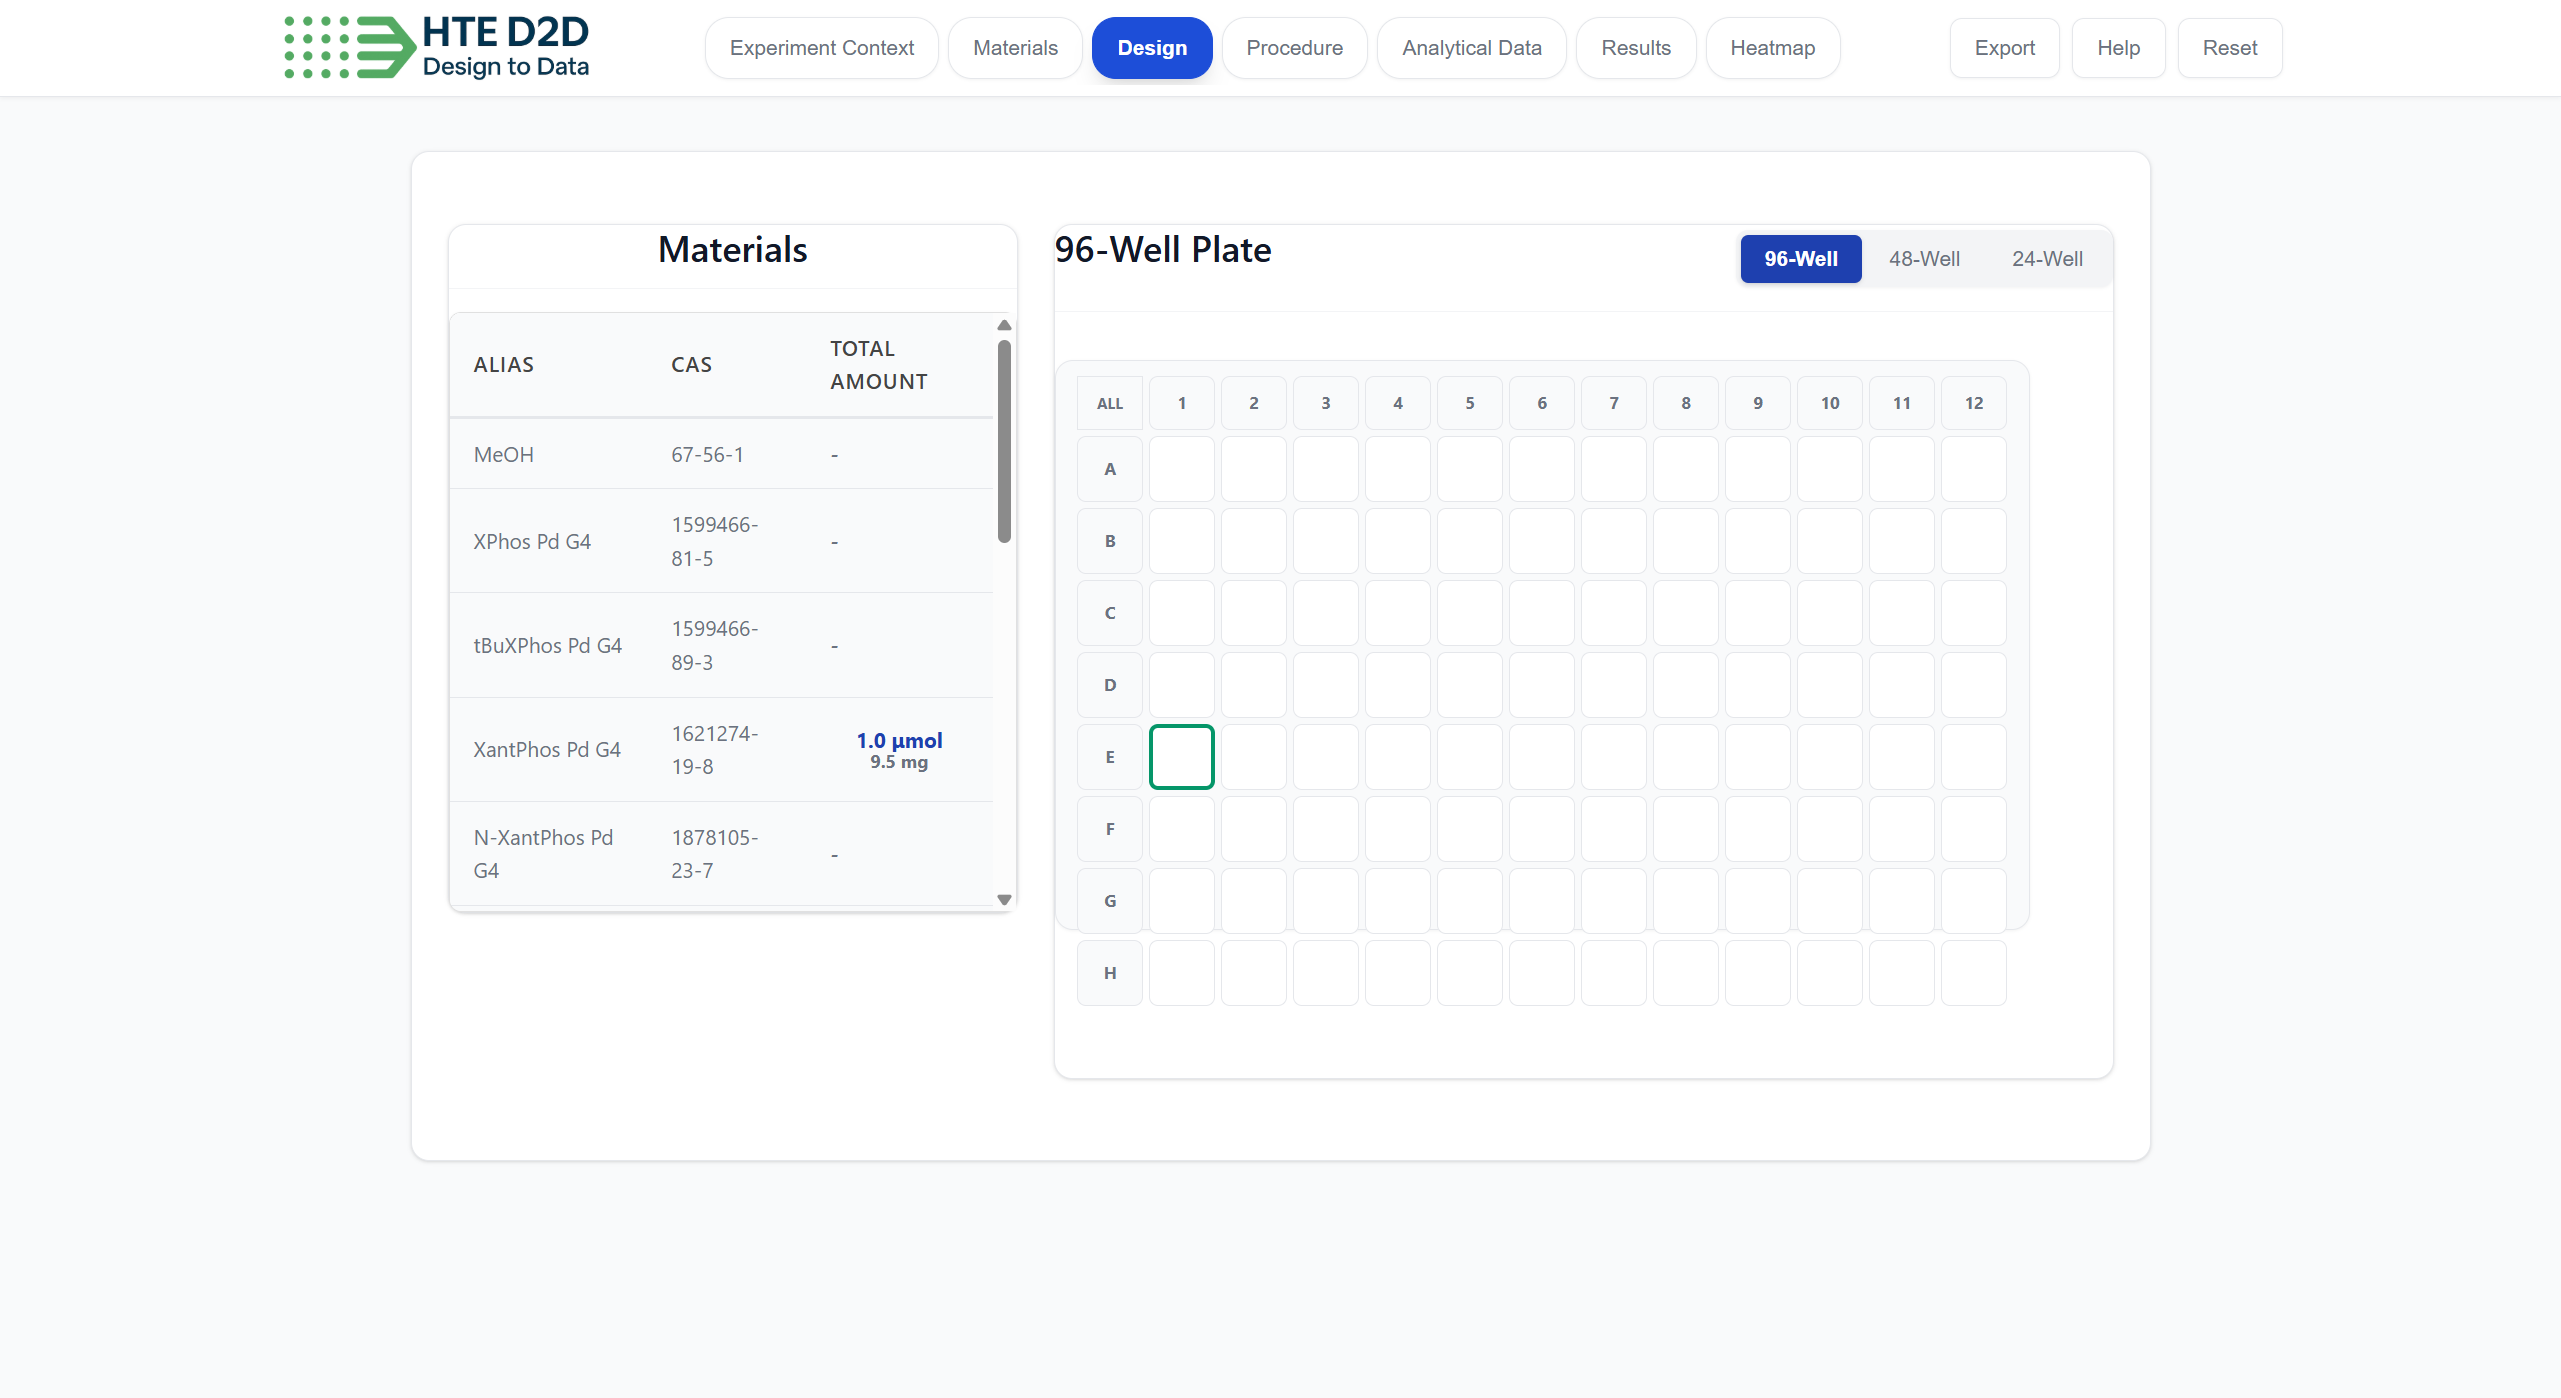 HTE D2D
Design to Data
Experiment Context
Materials
Design
Procedure
Analytical Data
Results
Heatmap
Export
Help
Reset
Materials
ALIAS
CAS
TOTAL
AMOUNT
MeOH
67-56-1
-
XPhos Pd G4
1599466-
81-5
-
tBuXPhos Pd G4
1599466-
89-3
-
XantPhos Pd G4
1621274-
19-8
1.0 μmol
9.5 mg
N-XantPhos Pd
G4
1878105-
23-7
-
96-Well Plate
96-Well
48-Well
24-Well
ALL 1 2 3 4 5 6 7 8 9 10 11 12
A
B
C
D
E
F
G
H